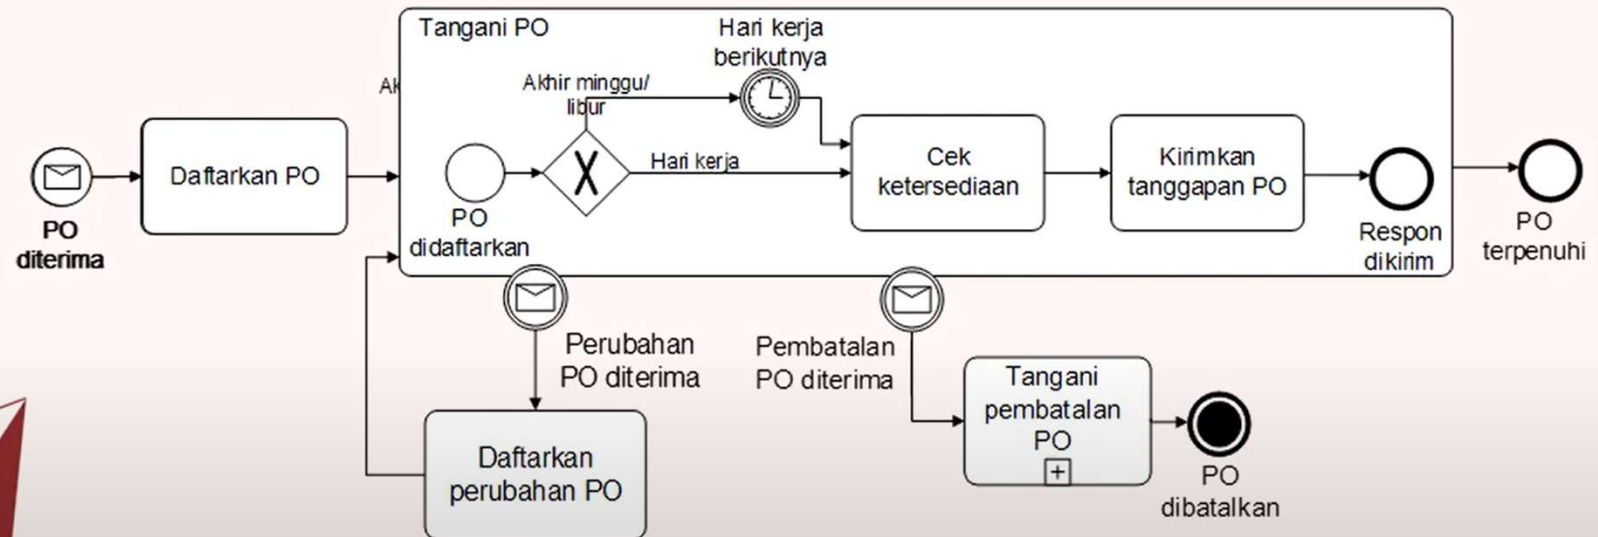 Tangani PO
Hari kerja
berikutnya
Ak
Akhir minggu/
libur
Hari kerja
Daftarkan PO
PO
diterima
PO
didaftarkan
X
Cek
ketersediaan
Kirimkan
tanggapan PO
Respon
dikirim
PO
terpenuhi
Perubahan
PO diterima
Pembatalan
PO diterima
Daftarkan
perubahan PO
Tangani
pembatalan
PO
+
PO
dibatalkan